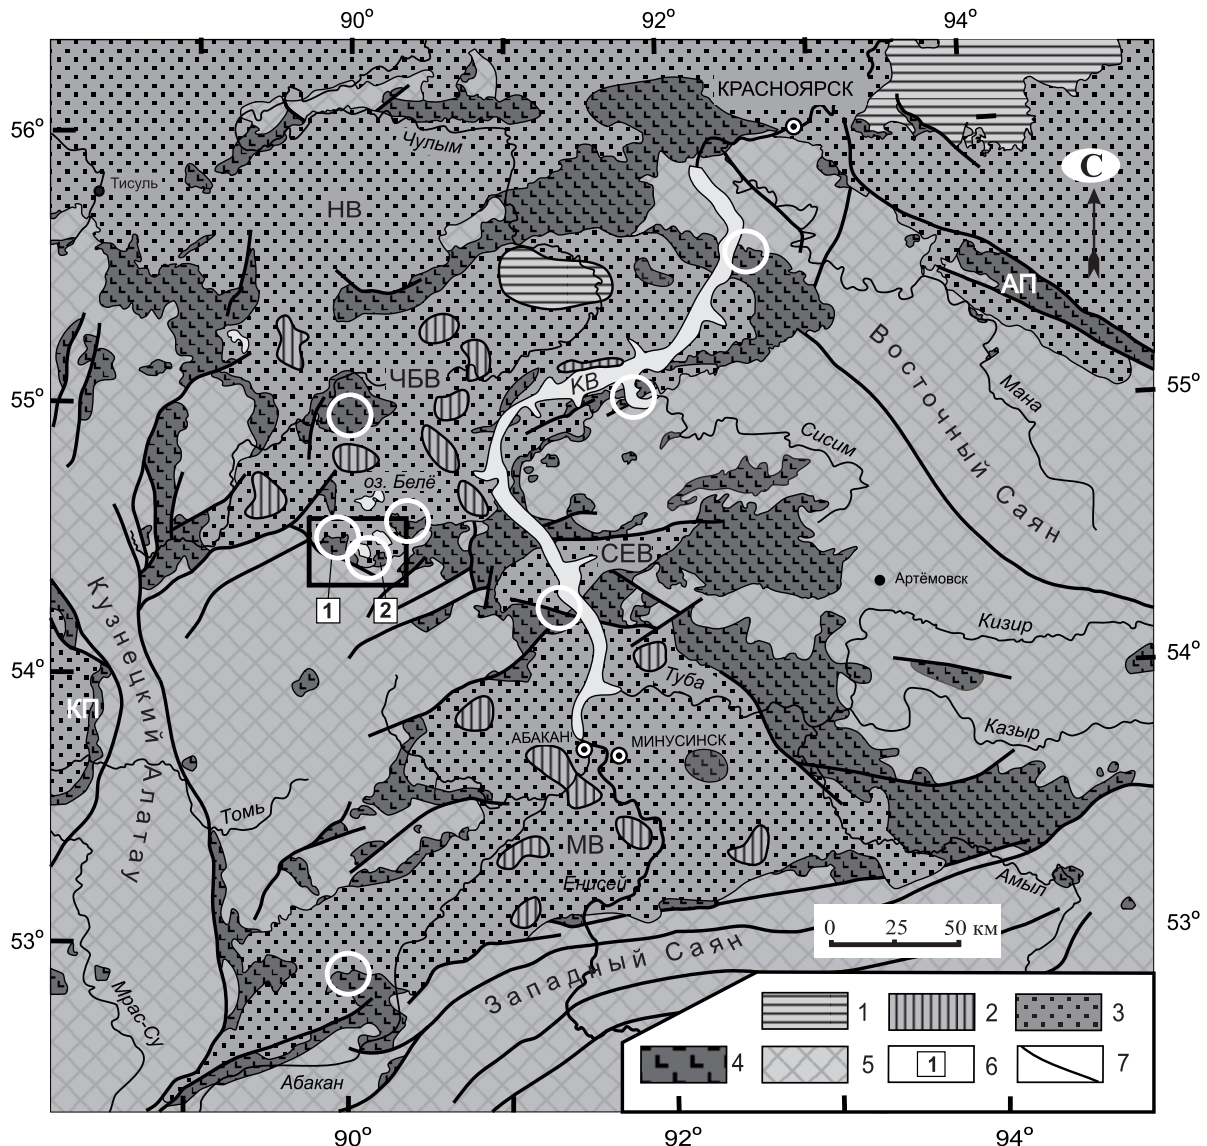 90° 92° 94°
КРАСНОЯРСК
56°
Чулым
С
Тисуль
НВ
АП
Восточный Саян
ЧБВ
КВ
55° 55°
Мана
Сисим
оз. Белё
СЕВ
Артёмовск
1 2
Кузнецкий Алатау
Кизир
54° 54°
Туба
КП
Казыр
АБАКАН
МИНУСИНСК
Томь
МВ
Енисей
Амыл
53° 53°
0 25 50 км
Западный Саян
Мрас-Су
1 2 3
4 5 1 6 7
Абакан
90° 92° 94°